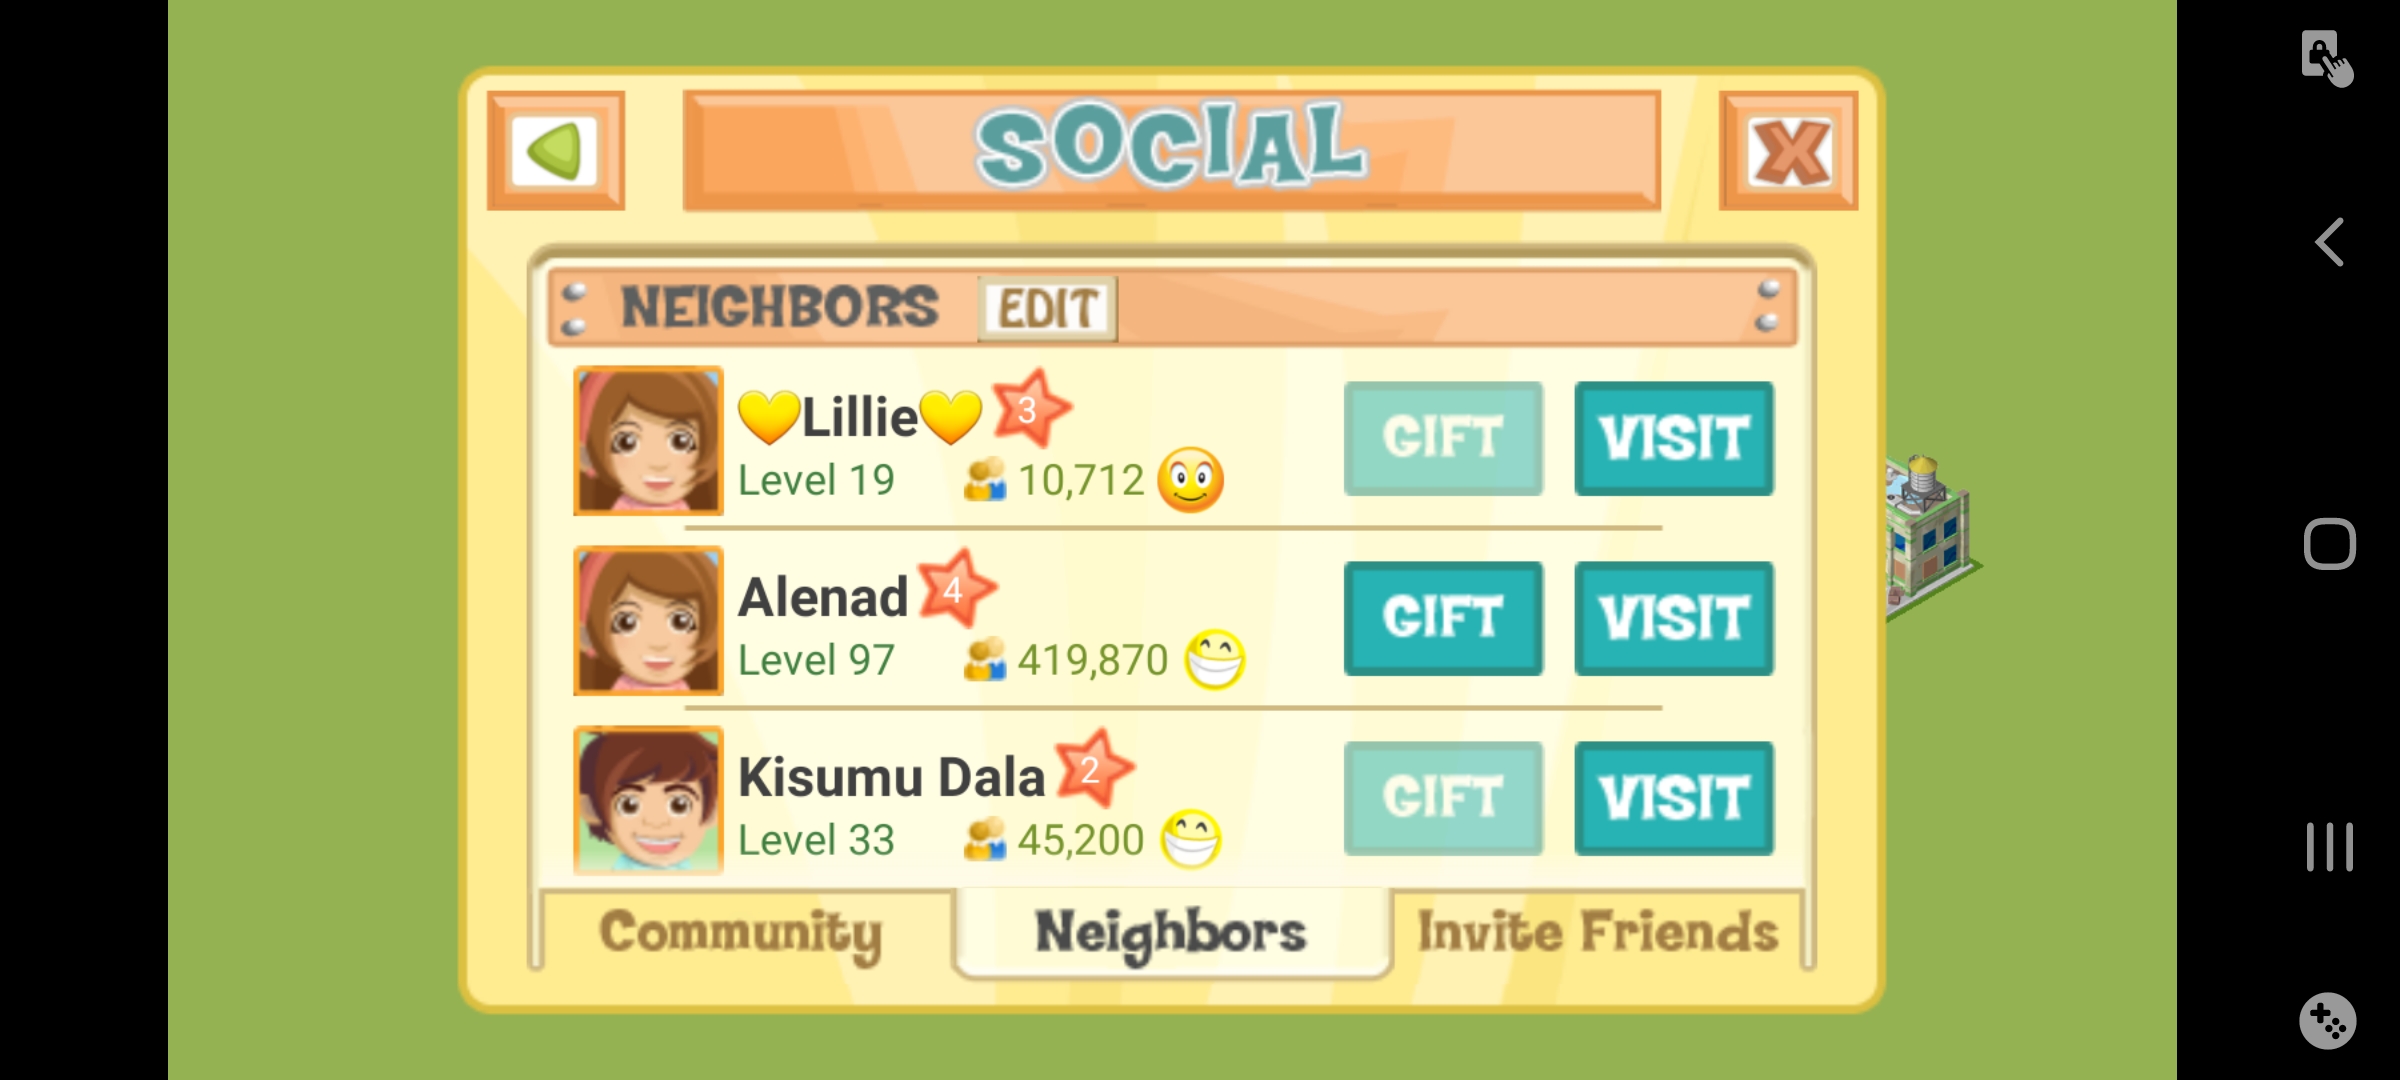 SOCIAL
NEIGHBORS EDIT
💛Lillie💛 3
Level 19 10,712
GIFT VISIT
Alenad 4
Level 97 419,870
GIFT VISIT
Kisumu Dala 2
Level 33 45,200
GIFT VISIT
Community Neighbors Invite Friends